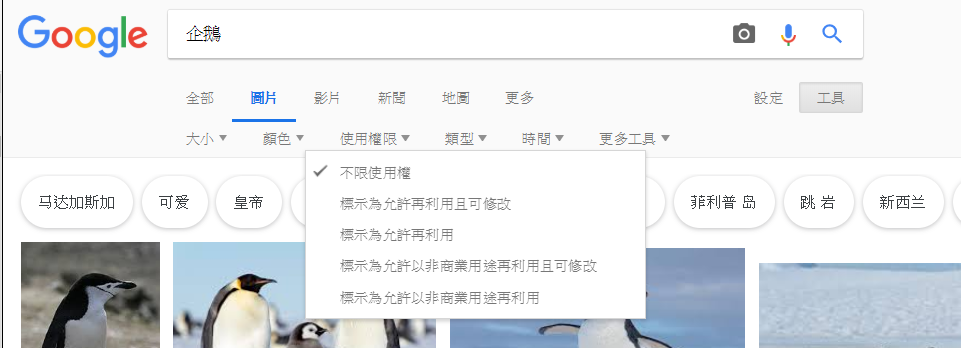 Google 企鵝
全部 圖片 影片 新聞 地圖 更多 設定 工具
大小 顏色 使用權限 類型 時間 更多工具
不限使用權
標示為允許再利用且可修改
標示為允許再利用
標示為允許以非商業用途再利用且可修改
標示為允許以非商業用途再利用
马达加斯加 可爱 皇帝 菲利普 岛 跳 岩 新西兰